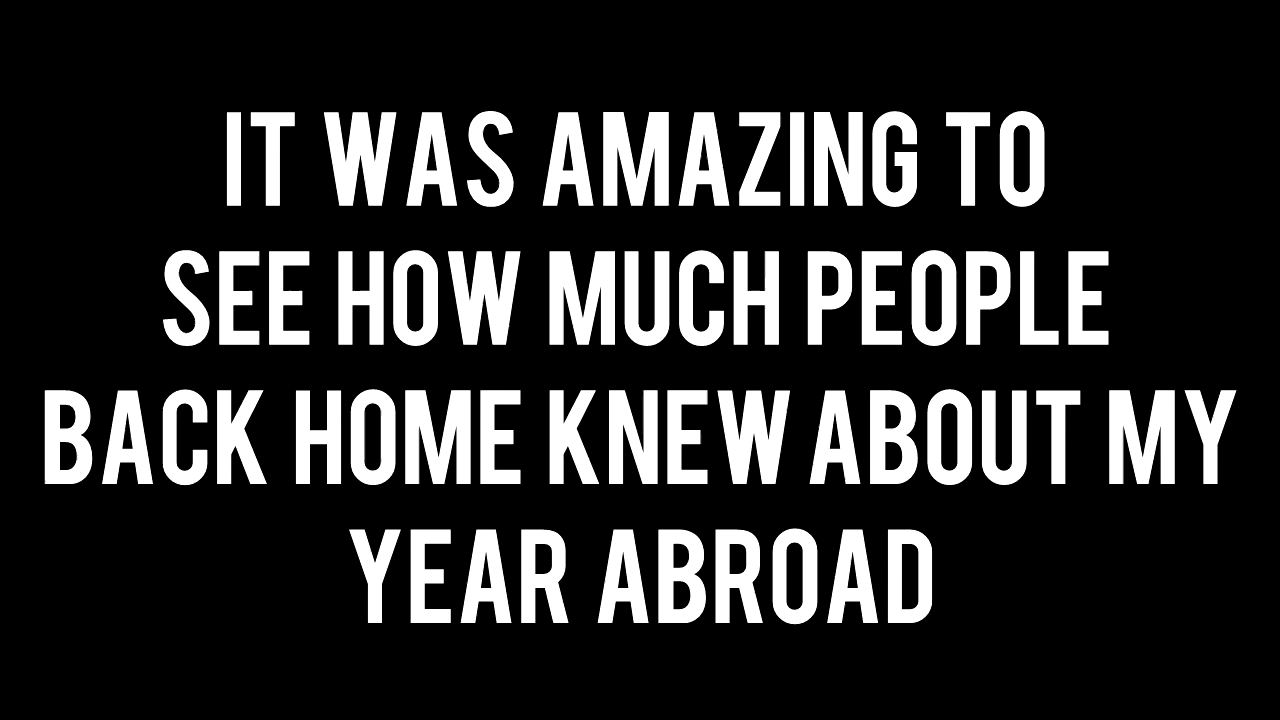 IT WAS AMAZING TO
SEE HOW MUCH PEOPLE
BACK HOME KNEW ABOUT MY
YEAR ABROAD